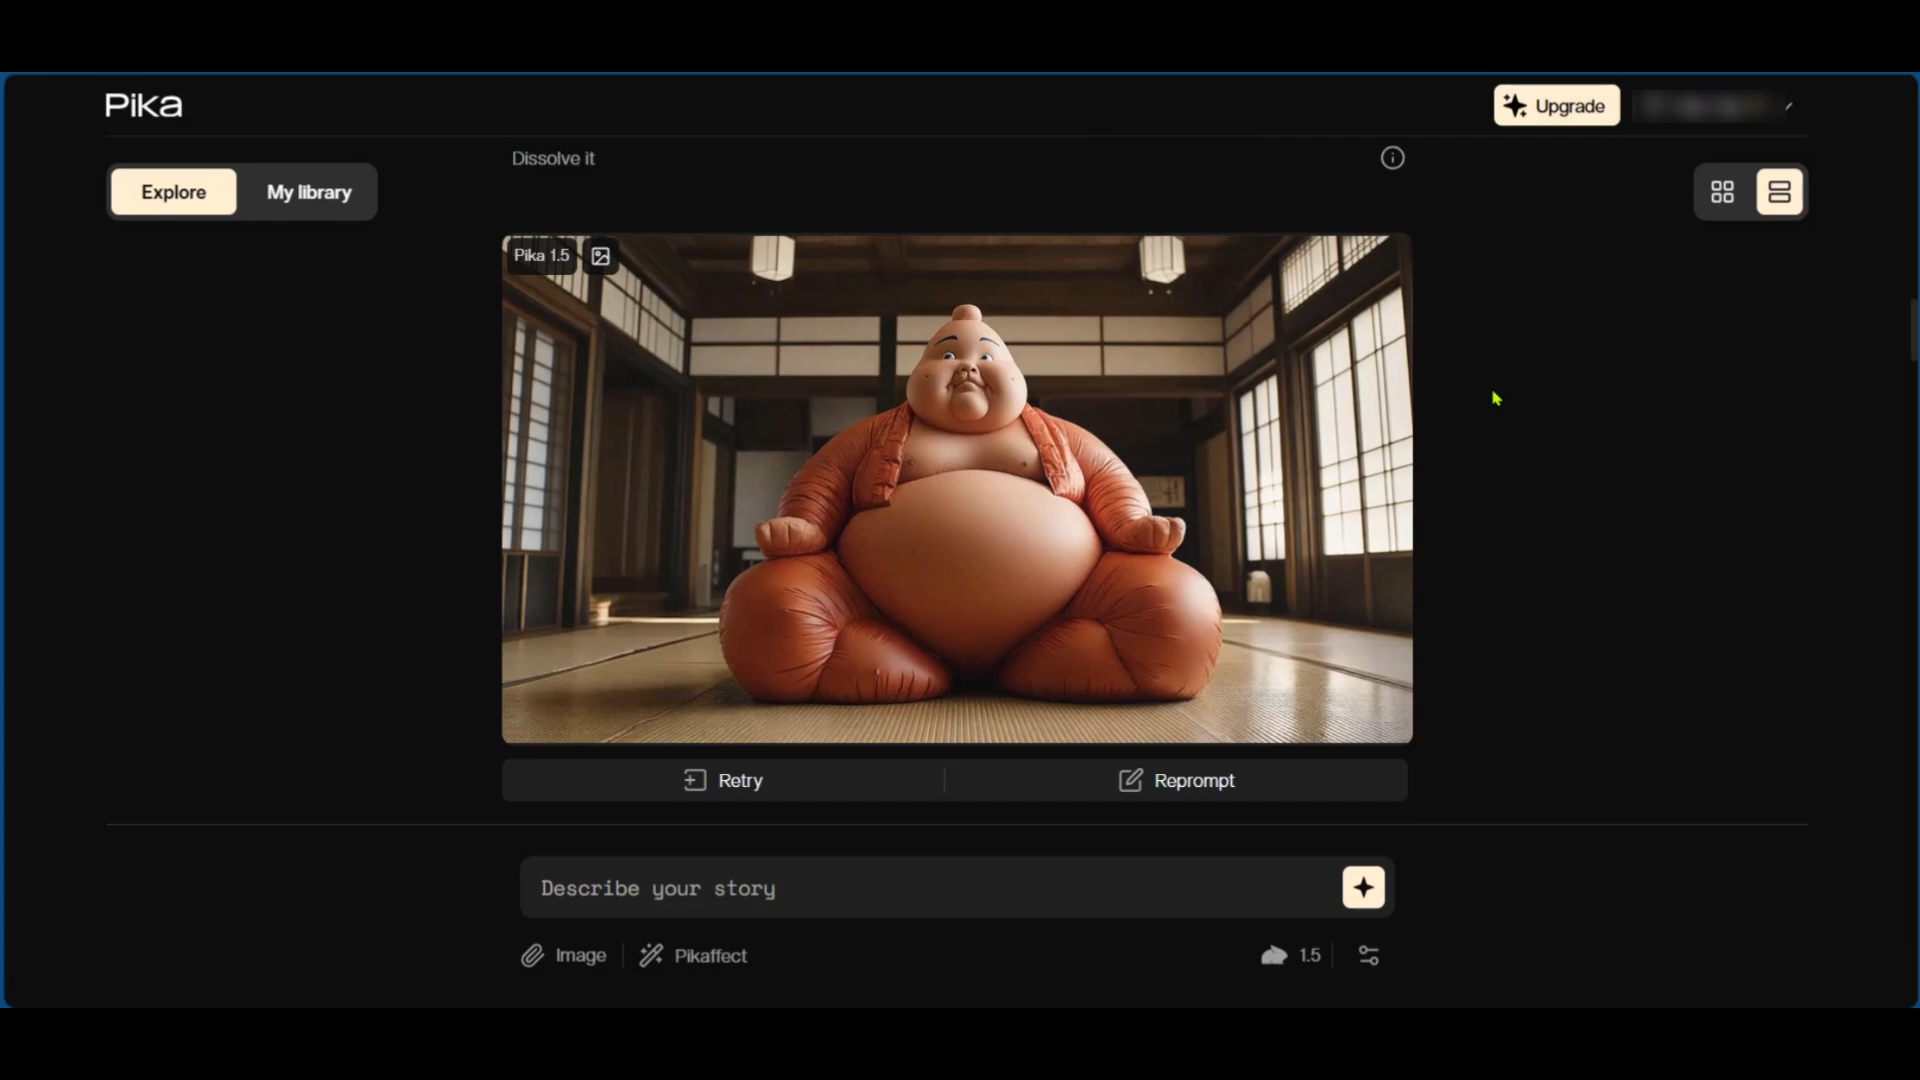 Pika
Upgrade
Dissolve it
Explore
My library
Pika 1.5
Retry
Reprompt
Describe your story
Image
Pikaffect
1.5